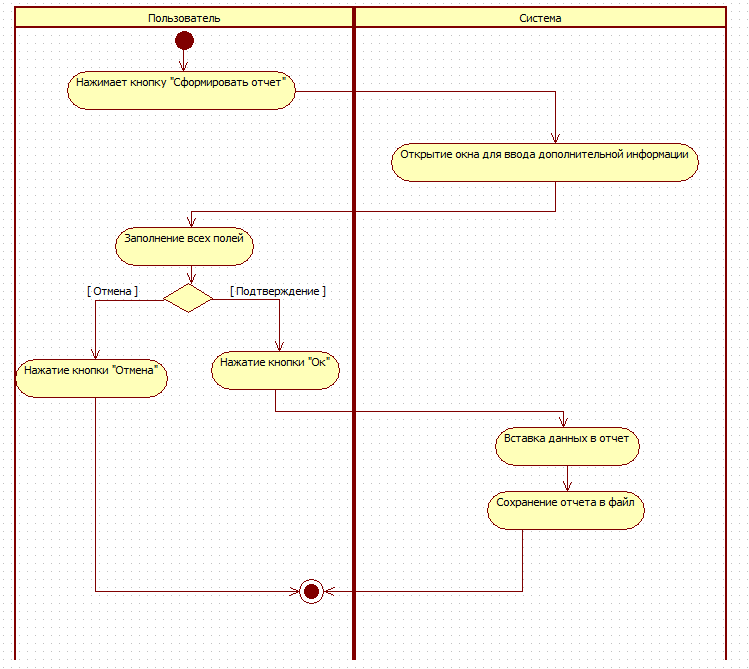 Пользователь
Система
Нажимает кнопку "Сформировать отчет"
Открытие окна для ввода дополнительной информации
Заполнение всех полей
[ Отмена ]
[ Подтверждение ]
Нажатие кнопки "Отмена"
Нажатие кнопки "Ок"
Вставка данных в отчет
Сохранение отчета в файл